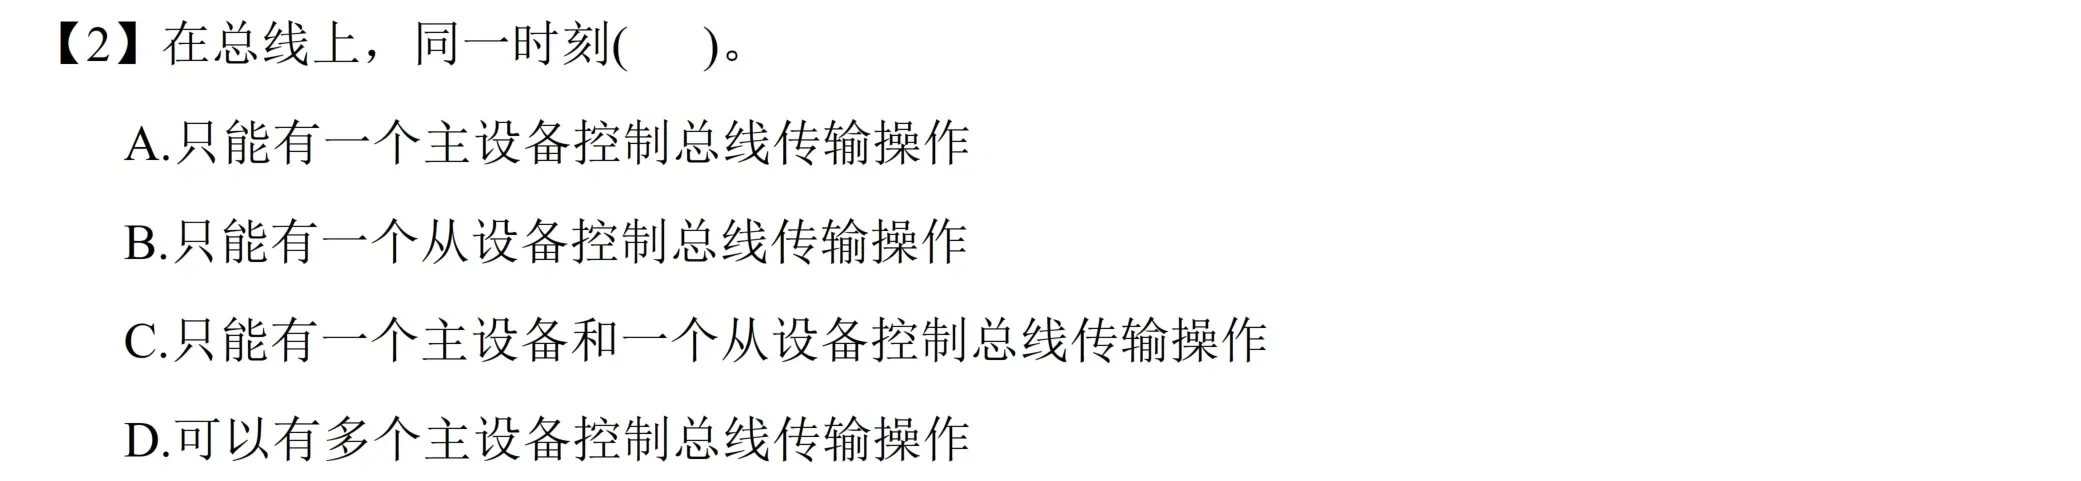 【2】在总线上，同一时刻(    )。
A.只能有一个主设备控制总线传输操作
B.只能有一个从设备控制总线传输操作
C.只能有一个主设备和一个从设备控制总线传输操作
D.可以有多个主设备控制总线传输操作